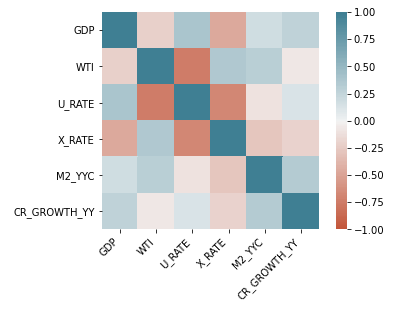 GDP
WTI
U_RATE
X_RATE
M2_YYC
CR_GROWTH_YY
GDP
WTI
U_RATE
X_RATE
M2_YYC
CR_GROWTH_YY
1.00
0.75
0.50
0.25
0.00
−0.25
−0.50
−0.75
−1.00